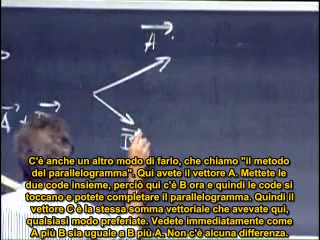 A
A +
B
C'è anche un altro modo di farlo, che chiamo "il metodo
del parallelogramma". Qui avete il vettore A. Mettete le
due code insieme, perciò qui c'è B ora e quindi le code si
toccano e potete completare il parallelogramma. Quindi il
vettore C è la stessa somma vettoriale che avevate qui,
qualsiasi modo preferiate. Vedete immediatamente come
A più B sia uguale a B più A. Non c'è alcuna differenza.